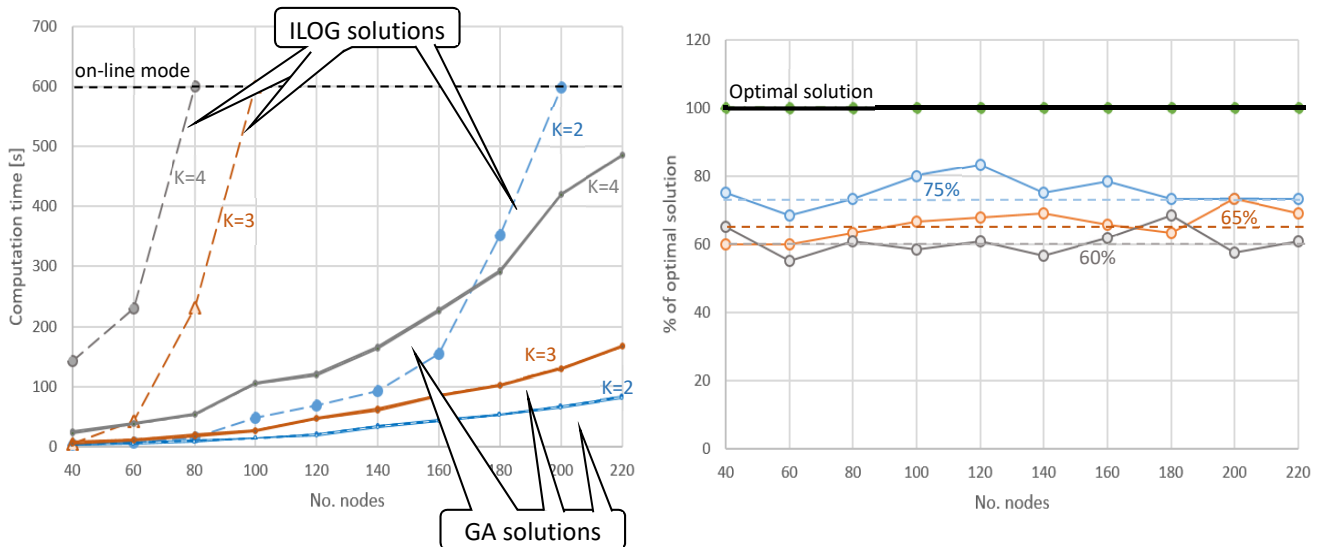 ILOG solutions
on-line mode
Computation time [s]
700
600
500
400
300
200
100
0
K=4
K=3
K=2
K=4
K=3
K=2
40 60 80 100 120 140 160 180 200 220
No. nodes
GA solutions
% of optimal solution
120
100
80
60
40
20
0
Optimal solution
75%
65%
60%
40 60 80 100 120 140 160 180 200 220
No. nodes